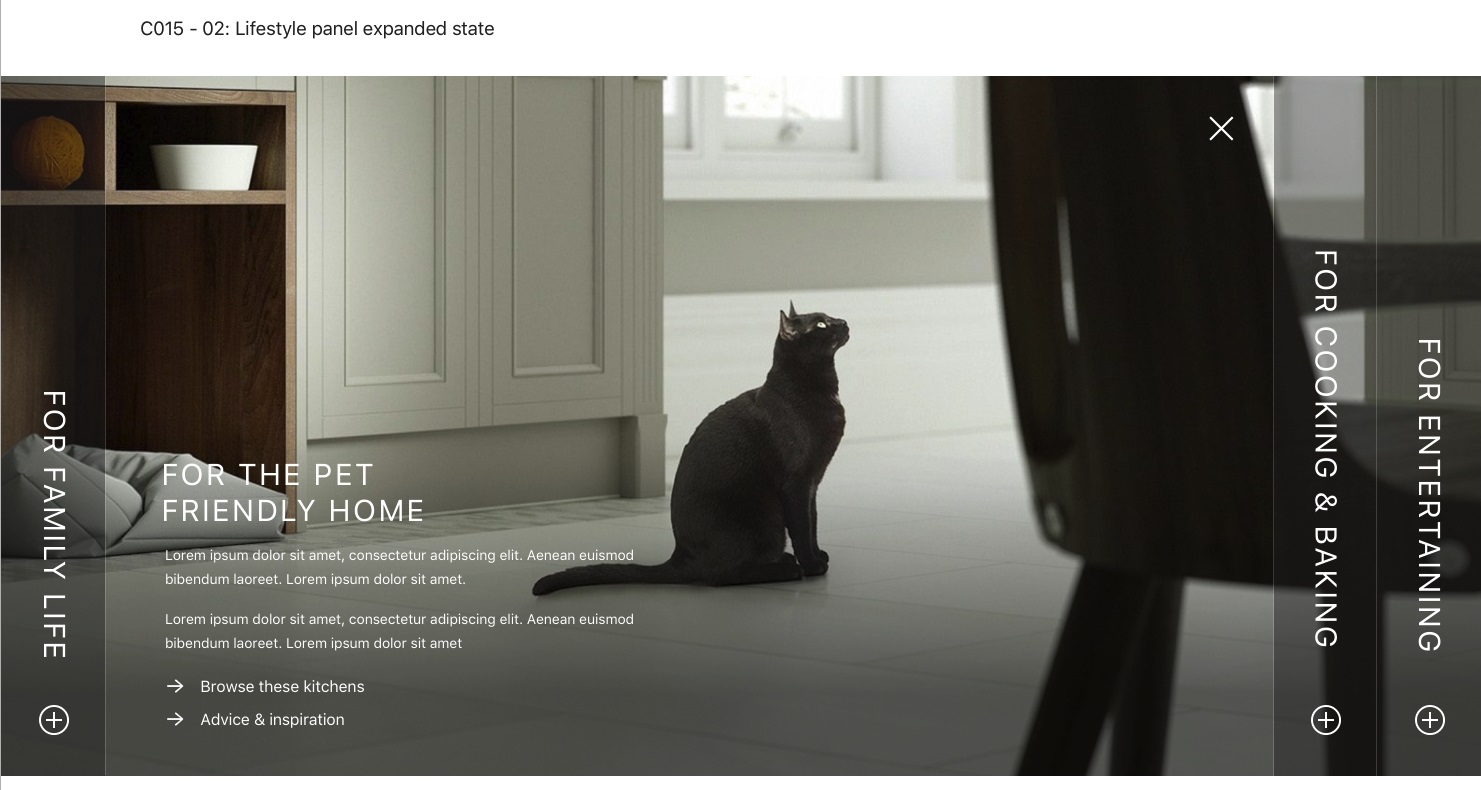 C015 - 02: Lifestyle panel expanded state
FOR FAMILY LIFE
FOR THE PET
FRIENDLY HOME
Lorem ipsum dolor sit amet, consectetur adipiscing elit. Aenean euismod
bibendum laoreet. Lorem ipsum dolor sit amet.
Lorem ipsum dolor sit amet, consectetur adipiscing elit. Aenean euismod
bibendum laoreet. Lorem ipsum dolor sit amet
Browse these kitchens
Advice & inspiration
FOR COOKING & BAKING
FOR ENTERTAINING